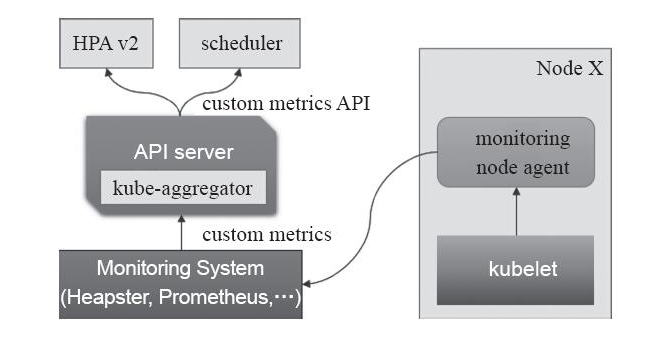 HPA v2
scheduler
custom metrics API
API server
kube-aggregator
custom metrics
Monitoring System
(Heapster, Prometheus,⋯)
Node X
monitoring
node agent
kubelet